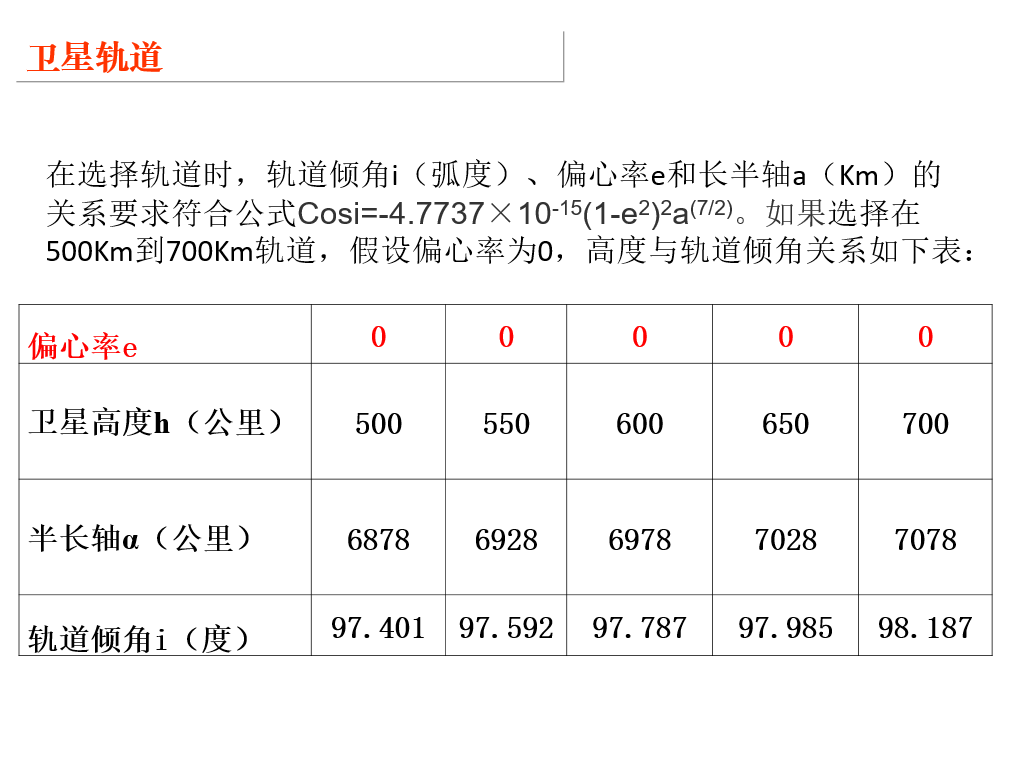 卫星轨道
在选择轨道时，轨道倾角i（弧度）、偏心率e和长半轴a（Km）的
关系要求符合公式Cosi=-4.7737×10⁻¹⁵(1-e²)²a⁽⁷ᐟ²⁾。如果选择在
500Km到700Km轨道，假设偏心率为0，高度与轨道倾角关系如下表：
偏心率e 0 0 0 0 0
卫星高度h（公里） 500 550 600 650 700
半长轴α（公里） 6878 6928 6978 7028 7078
轨道倾角i（度） 97.401 97.592 97.787 97.985 98.187